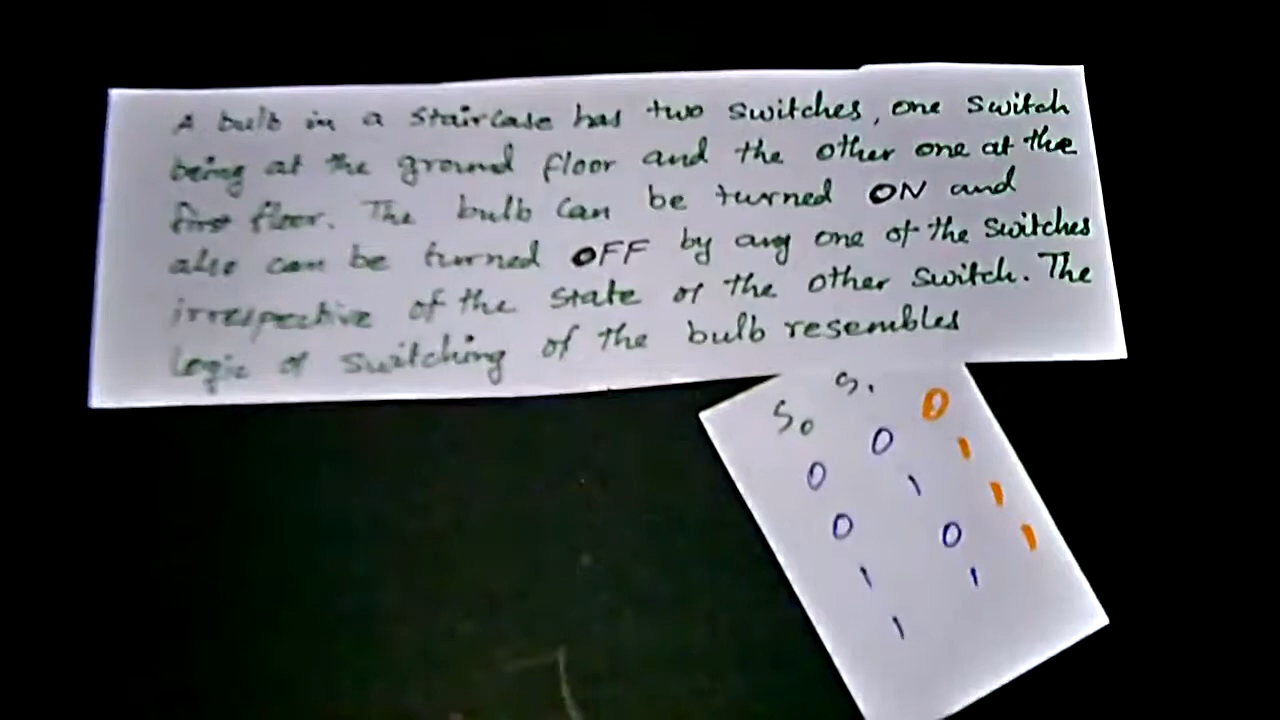 A bulb in a staircase has two switches, one switch
being at the ground floor and the other one at the
first floor. The bulb can be turned ON and
also can be turned OFF by any one of the switches
irrespective of the state of the other switch. The
logic of switching of the bulb resembles
S0 S1 0
0 0 1
0 1 1
1 0 1
1 1